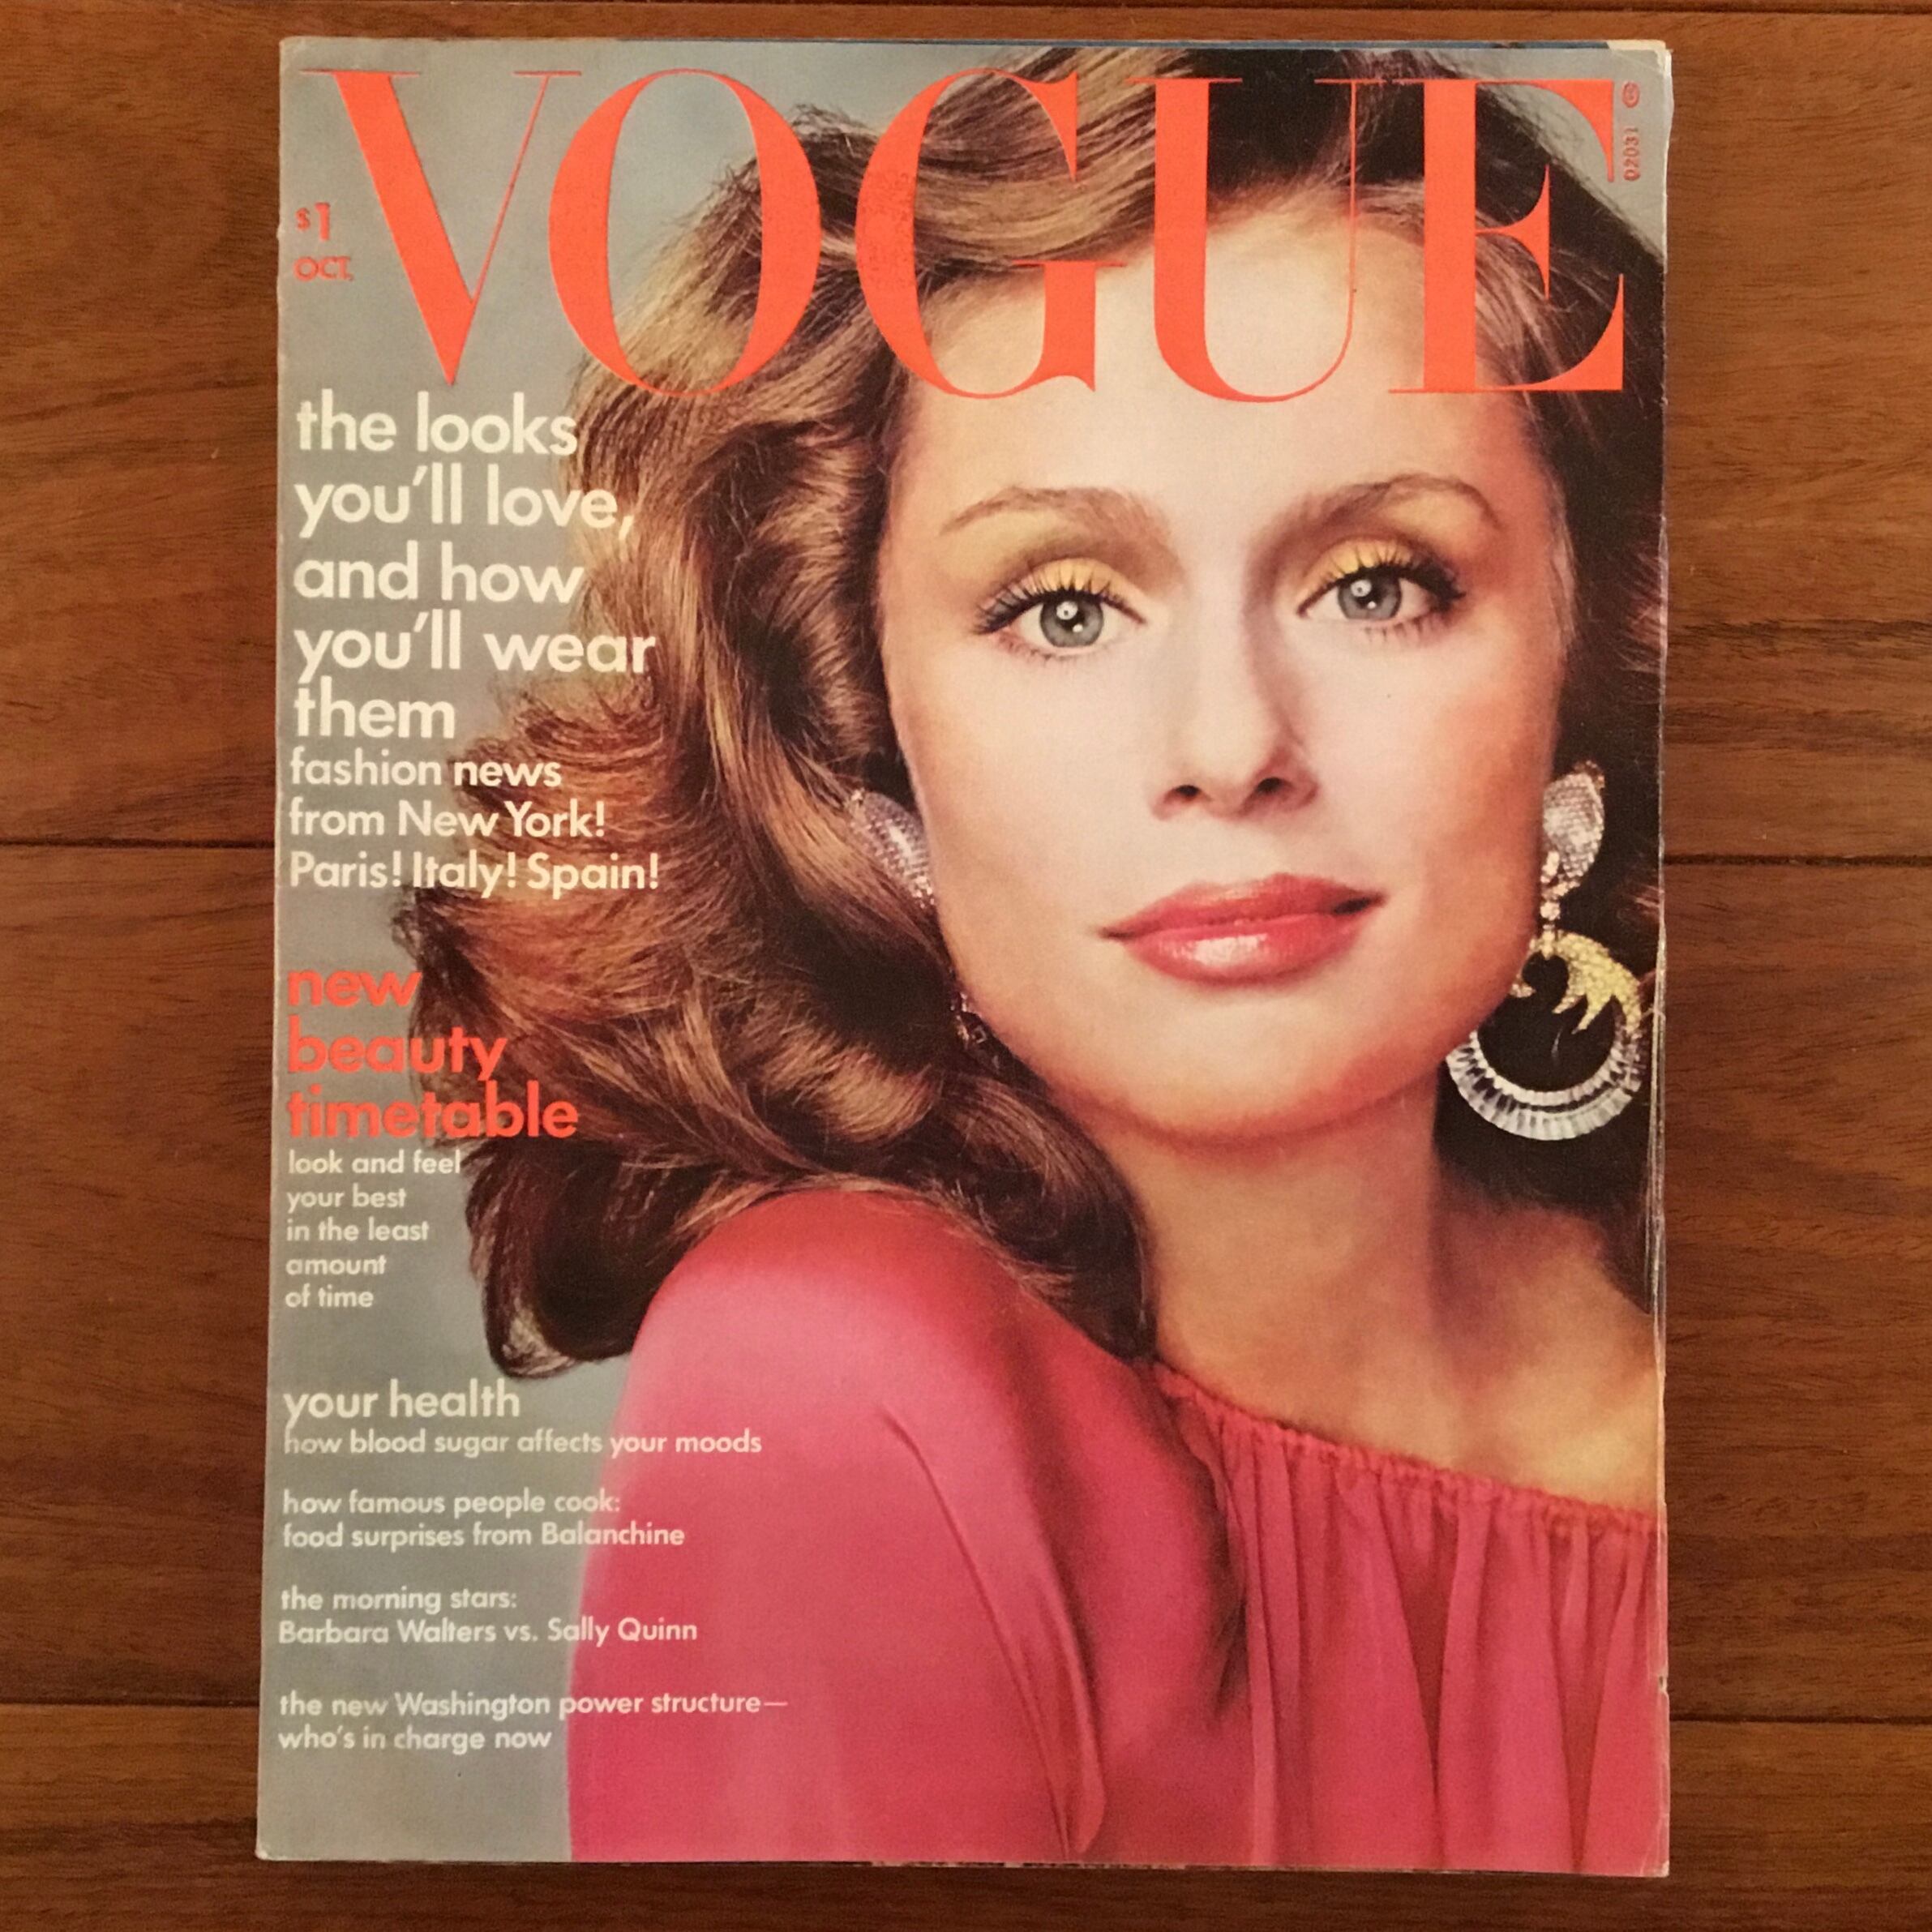 VOGUE
$1
OCT.
02031 ©
the looks
you'll love,
and how
you'll wear
them
fashion news
from New York!
Paris! Italy! Spain!
new
beauty
timetable
look and feel
your best
in the least
amount
of time
your health
how blood sugar affects your moods
how famous people cook:
food surprises from Balanchine
the morning stars:
Barbara Walters vs. Sally Quinn
the new Washington power structure—
who's in charge now